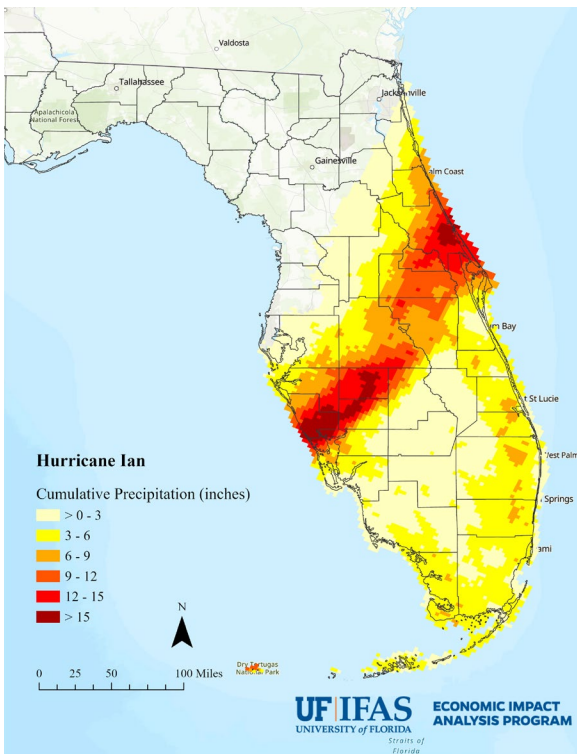 Valdosta
Tallahassee
Jacksonville
Apalachicola
National Forest
Gainesville
alm Coast
m Bay
t St Lucie
West Palm
Springs
ami
Hurricane Ian
Cumulative Precipitation (inches)
> 0 - 3
3 - 6
6 - 9
9 - 12
12 - 15
> 15
N
0 25 50 100 Miles
Dry Tortugas
National Park
UF|IFAS
UNIVERSITY of FLORIDA
ECONOMIC IMPACT
ANALYSIS PROGRAM
Straits of
Florida